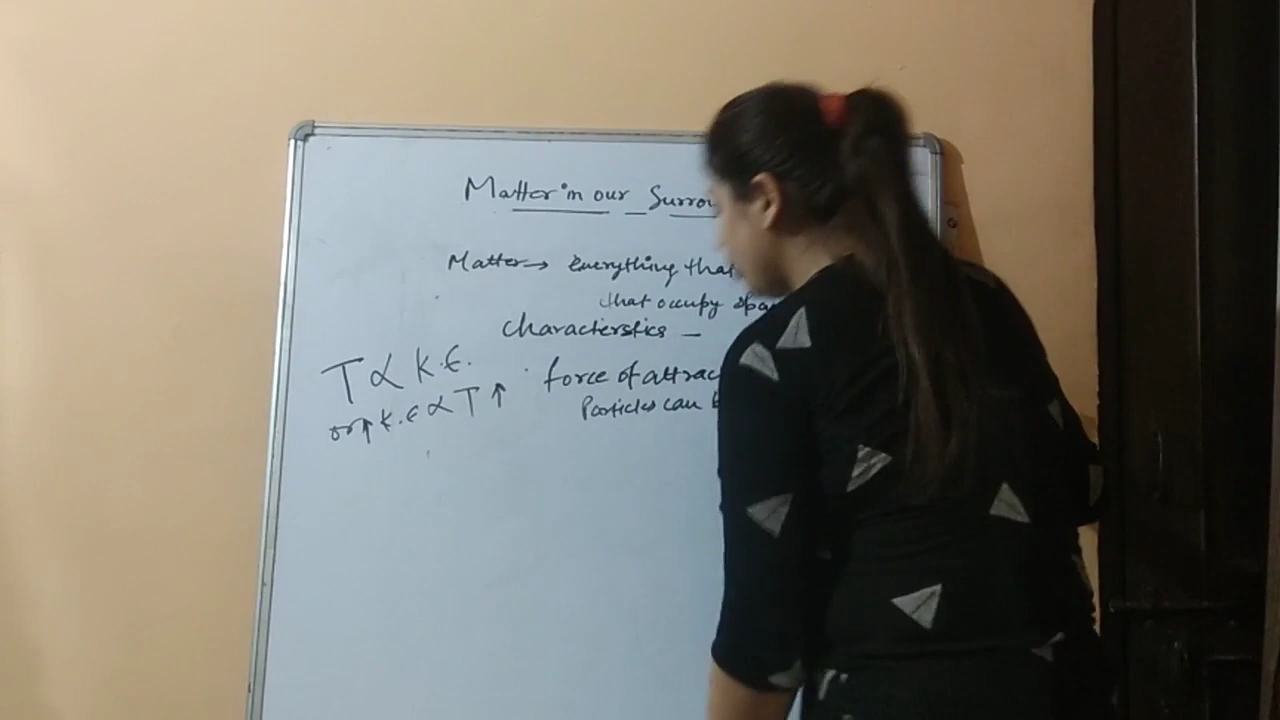 Matter in our Surrou
Matter → everything that
that occupy spa
characterstics –
T ∝ K.E.
or ↑ K.E ∝ T ↑
force of attrac
Particles can